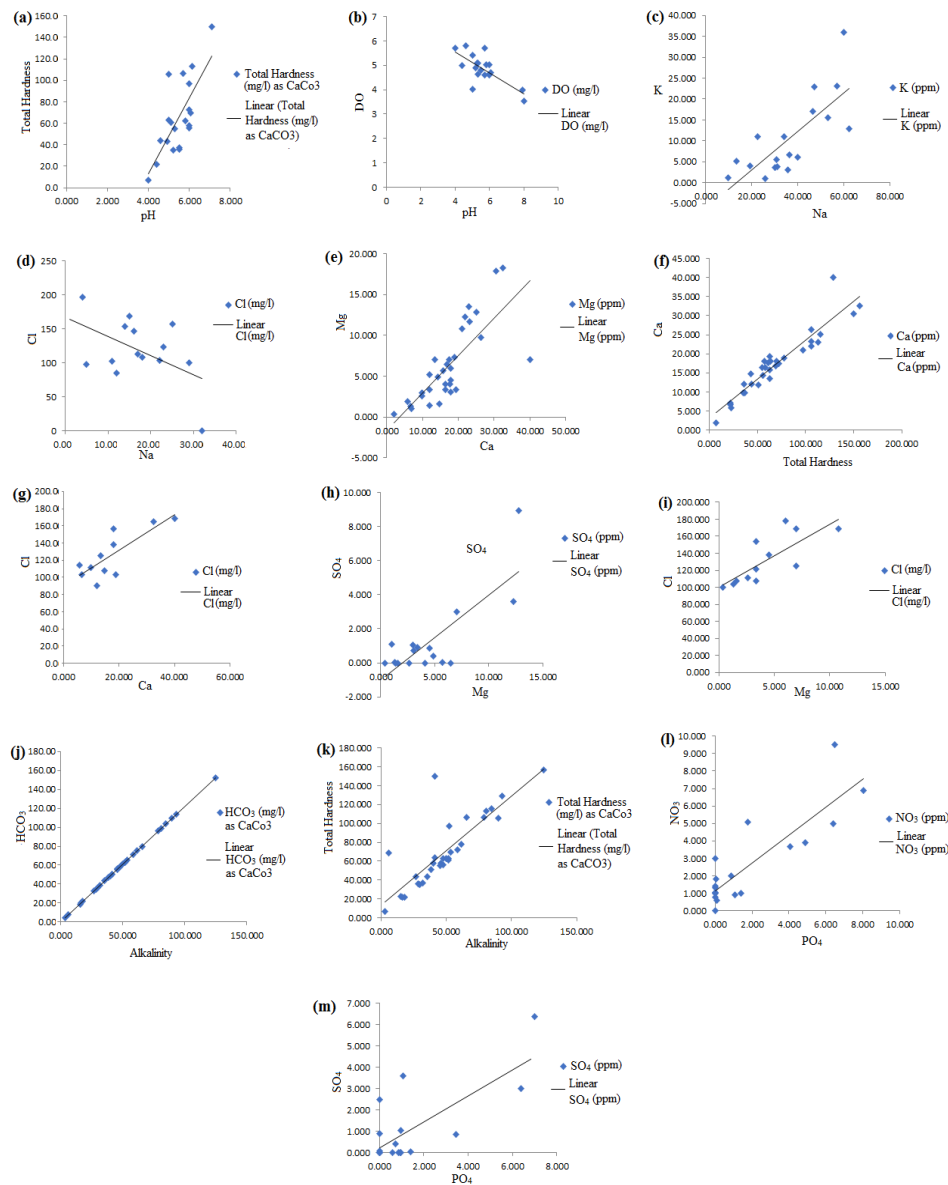 (a)
160.0
140.0
120.0
100.0
80.0
60.0
40.0
20.0
0.0
0.000 2.000 4.000 6.000 8.000
Total Hardness
pH
Total Hardness
(mg/l) as CaCo3
Linear (Total
Hardness (mg/l)
as CACO3)
(b)
7
6
5
4
3
2
1
0
0 2 4 6 8 10
DO
pH
DO (mg/l)
Linear
DO (mg/l)
(c)
40.000
35.000
30.000
25.000
20.000
15.000
10.000
5.000
0.000
-5.000
0.000 20.000 40.000 60.000 80.000
K
Na
K (ppm)
Linear
K (ppm)
(d)
250
200
150
100
50
0
0.00 10.00 20.00 30.00 40.00
Cl
Na
Cl (mg/l)
Linear
Cl(mg/l)
(e)
20.000
15.000
10.000
5.000
0.000
-5.000
0.000 10.000 20.000 30.000 40.000 50.000
Mg
Ca
Mg (ppm)
Linear
Mg (ppm)
(f)
45.000
40.000
35.000
30.000
25.000
20.000
15.000
10.000
5.000
0.000
0.000 50.000 100.000 150.000 200.000
Ca
Total Hardness
Ca (ppm)
Linear
Ca (ppm)
(g)
200.0
180.0
160.0
140.0
120.0
100.0
80.0
60.0
40.0
20.0
0.0
0.000 20.000 40.000 60.000
Cl
Ca
Cl (mg/l)
Linear
Cl(mg/l)
(h)
10.000
8.000
6.000
4.000
2.000
0.000
-2.000
0.000 5.000 10.000 15.000
SO₄
SO₄
Mg
SO₄ (ppm)
Linear
SO₄ (ppm)
(i)
200.000
180.000
160.000
140.000
120.000
100.000
80.000
60.000
40.000
20.000
0.000
0.000 5.000 10.000 15.000
Cl
Mg
Cl (mg/l)
Linear
Cl(mg/l)
(j)
180.00
160.00
140.00
120.00
100.00
80.00
60.00
40.00
20.00
0.00
0.000 50.000 100.000 150.000
HCO₃
Alkalinity
HCO₃ (mg/l)
as CaCo3
Linear
HCO₃ (mg/l)
as CaCo3
(k)
180.000
160.000
140.000
120.000
100.000
80.000
60.000
40.000
20.000
0.000
0.000 50.000 100.000 150.000
Total Hardness
Alkalinity
Total Hardness
(mg/l) as CaCo3
Linear (Total
Hardness (mg/l)
as CACO3)
(l)
10.000
9.000
8.000
7.000
6.000
5.000
4.000
3.000
2.000
1.000
0.000
0.000 2.000 4.000 6.000 8.000 10.000
NO₃
PO₄
NO₃ (ppm)
Linear
NO₃ (ppm)
(m)
7.000
6.000
5.000
4.000
3.000
2.000
1.000
0.000
0.000 2.000 4.000 6.000 8.000
SO₄
PO₄
SO₄ (ppm)
Linear
SO₄ (ppm)